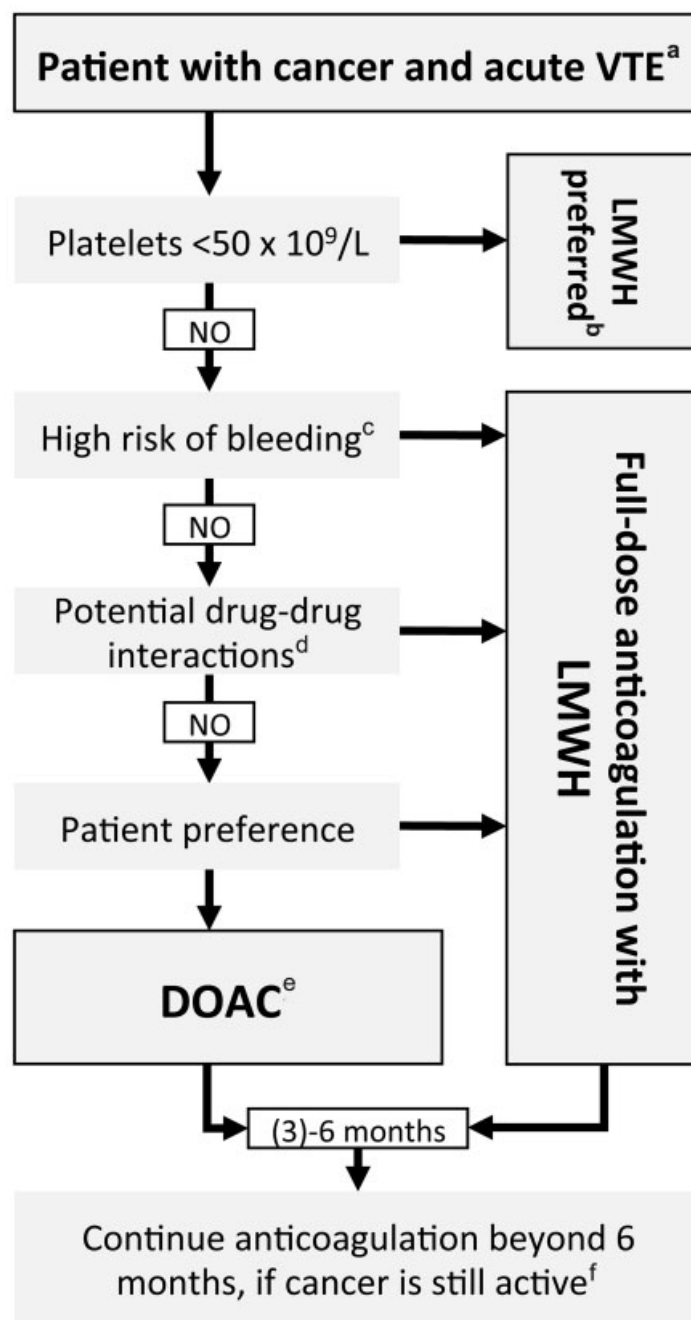 Patient with cancer and acute VTEᵃ
Platelets <50 x 10⁹/L
LMWH
preferredᵇ
NO
High risk of bleedingᶜ
NO
Potential drug-drug
interactionsᵈ
NO
Patient preference
Full-dose anticoagulation with
LMWH
DOACᵉ
(3)-6 months
Continue anticoagulation beyond 6
months, if cancer is still activeᶠ